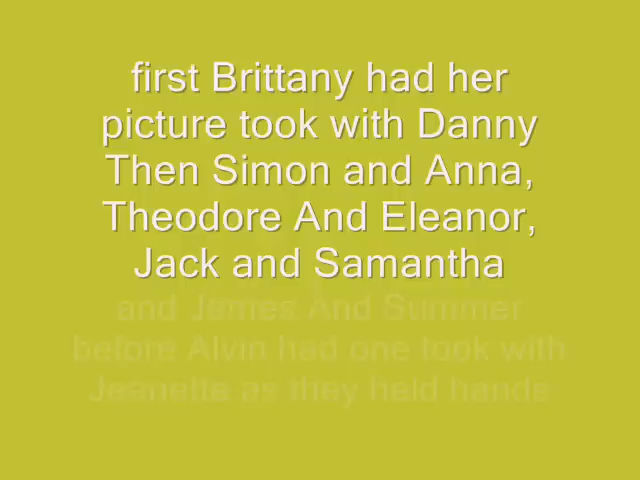 first Brittany had her
picture took with Danny
Then Simon and Anna,
Theodore And Eleanor,
Jack and Samantha
and James And Summer
before Alvin had one took with
Jeanette as they held hands